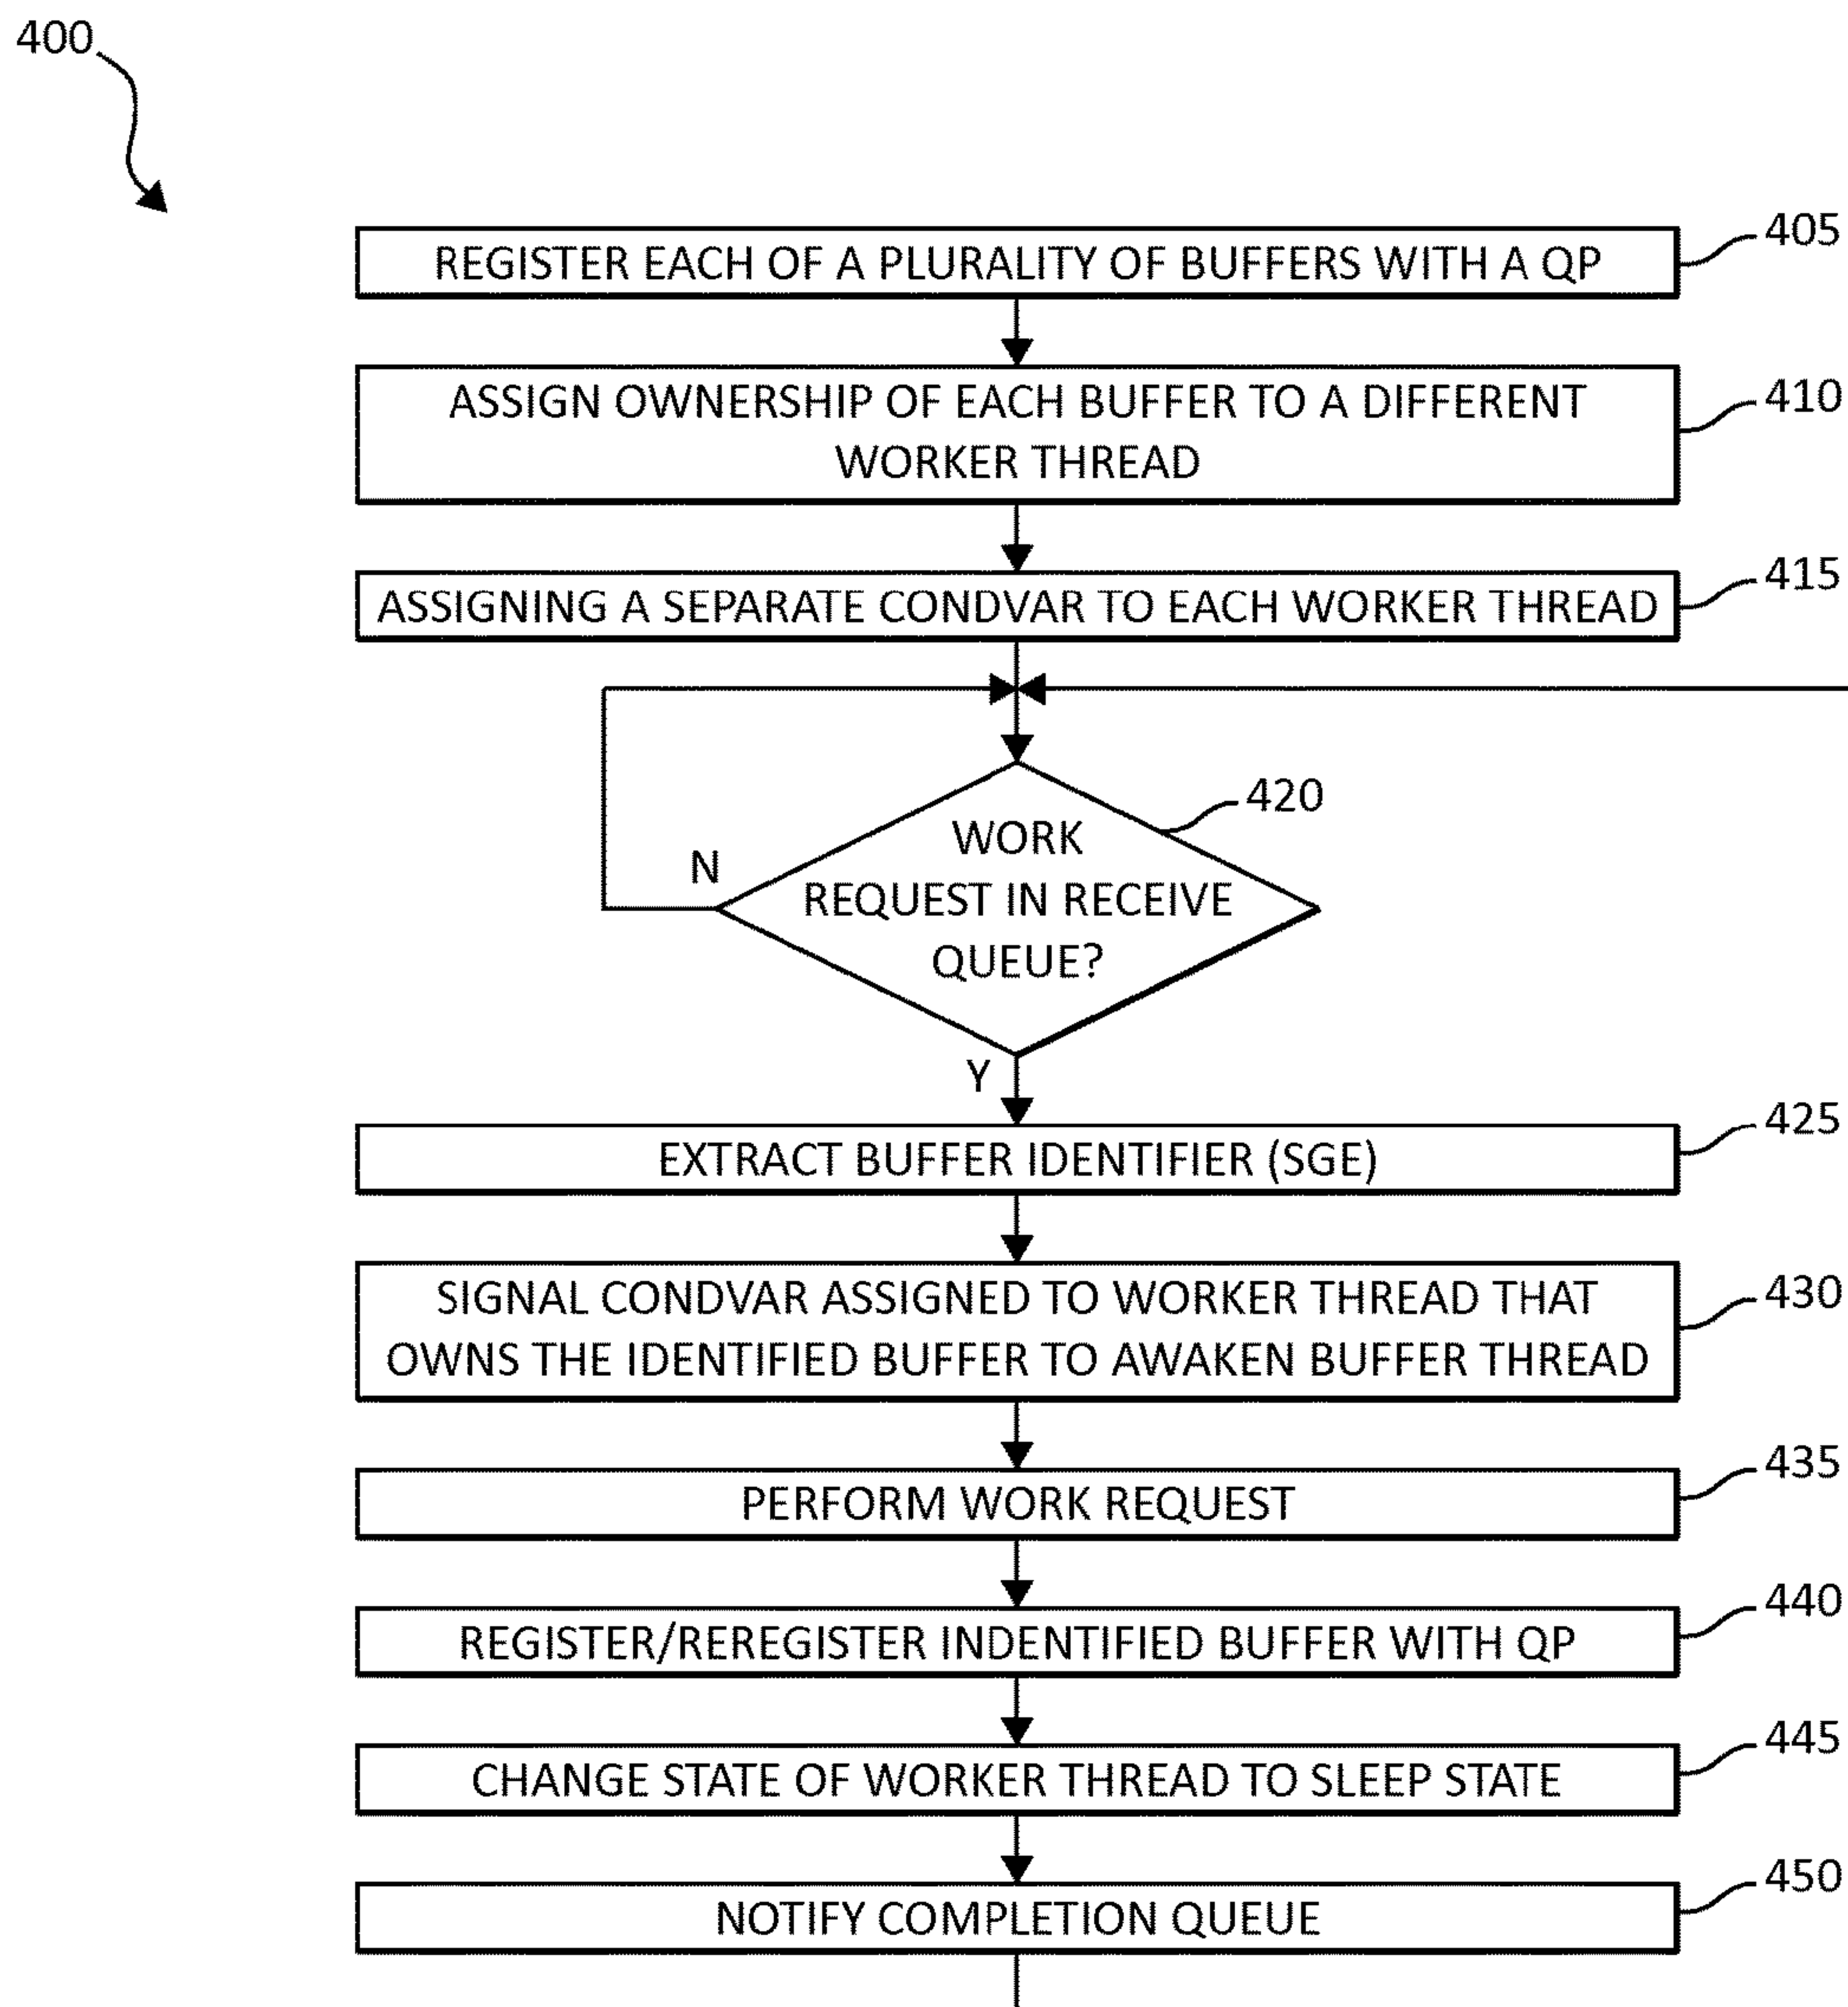 400
REGISTER EACH OF A PLURALITY OF BUFFERS WITH A QP
405
ASSIGN OWNERSHIP OF EACH BUFFER TO A DIFFERENT
WORKER THREAD
410
ASSIGNING A SEPARATE CONDVAR TO EACH WORKER THREAD
415
420
WORK
REQUEST IN RECEIVE
QUEUE?
N
Y
EXTRACT BUFFER IDENTIFIER (SGE)
425
SIGNAL CONDVAR ASSIGNED TO WORKER THREAD THAT
OWNS THE IDENTIFIED BUFFER TO AWAKEN BUFFER THREAD
430
PERFORM WORK REQUEST
435
REGISTER/REREGISTER INDENTIFIED BUFFER WITH QP
440
CHANGE STATE OF WORKER THREAD TO SLEEP STATE
445
NOTIFY COMPLETION QUEUE
450